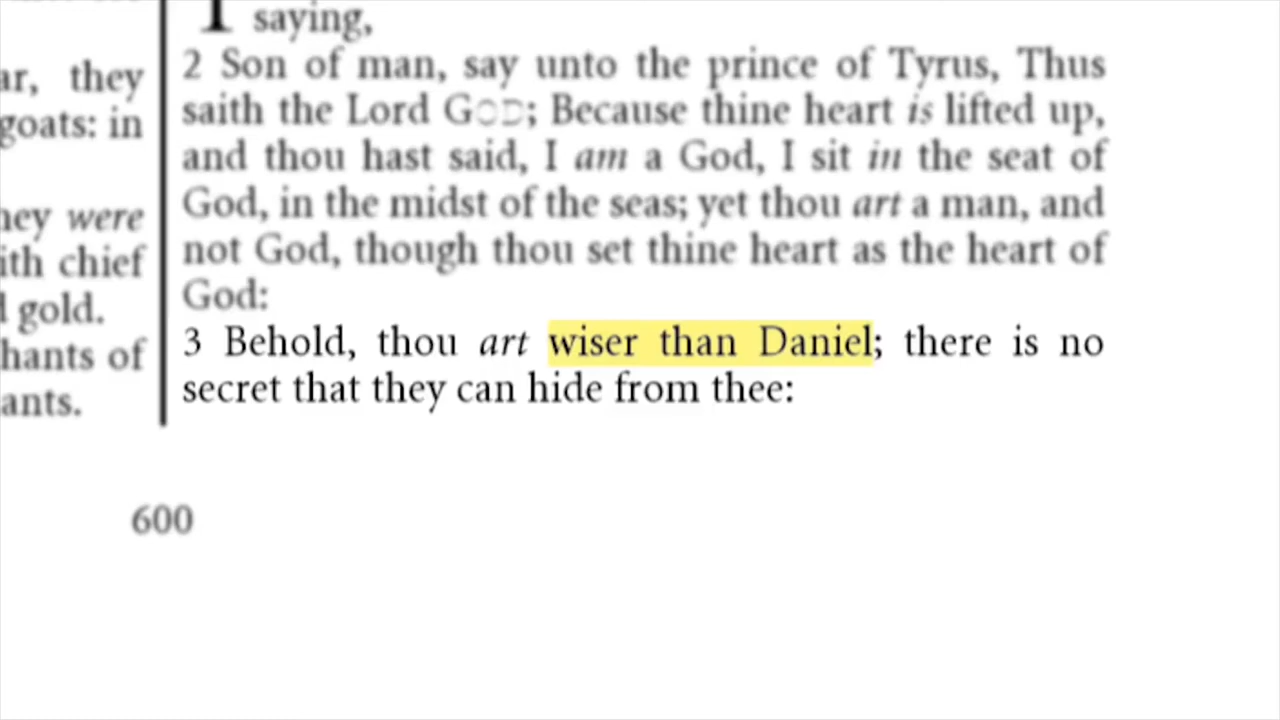 ar, they
goats: in
were
ith chief
gold.
hants of
ants.
saying,
2 Son of man, say unto the prince of Tyrus, Thus
saith the Lord GOD; Because thine heart is lifted up,
and thou hast said, I am a God, I sit in the seat of
God, in the midst of the seas; yet thou art a man, and
not God, though thou set thine heart as the heart of
God:
3 Behold, thou art wiser than Daniel; there is no
secret that they can hide from thee:
600